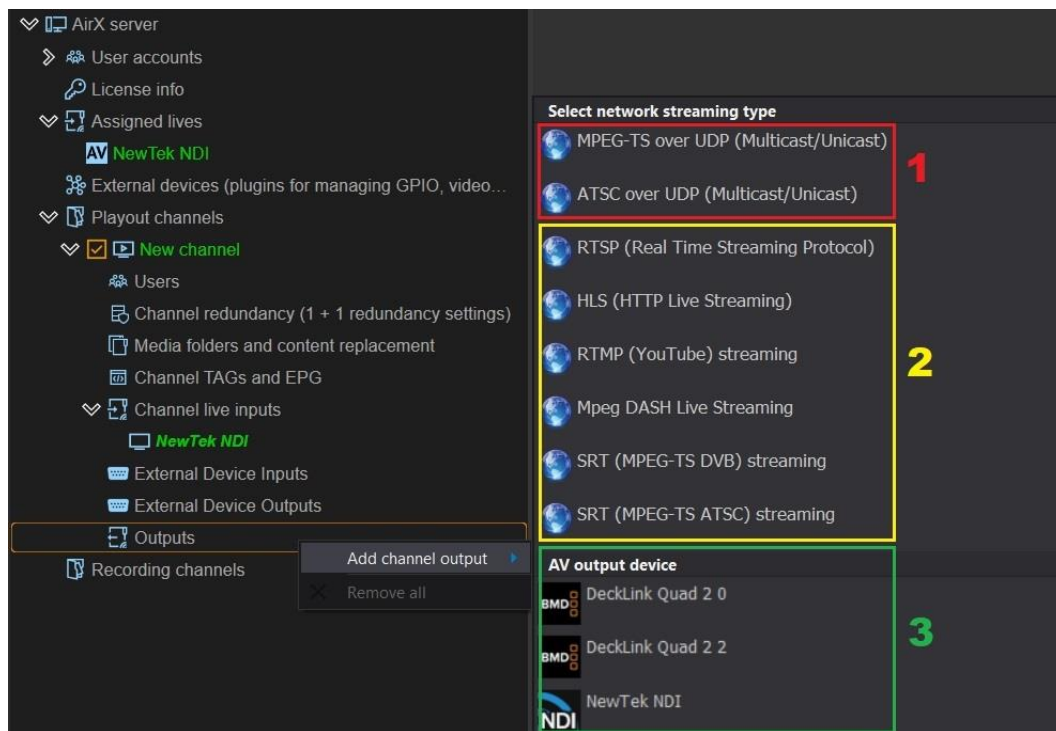 AirX server
User accounts
License info
Assigned lives
AV NewTek NDI
External devices (plugins for managing GPIO, video...
Playout channels
New channel
Users
Channel redundancy (1 + 1 redundancy settings)
Media folders and content replacement
Channel TAGs and EPG
Channel live inputs
NewTek NDI
External Device Inputs
External Device Outputs
Outputs
Recording channels
Add channel output
Remove all
Select network streaming type
MPEG-TS over UDP (Multicast/Unicast)
1
ATSC over UDP (Multicast/Unicast)
RTSP (Real Time Streaming Protocol)
HLS (HTTP Live Streaming)
RTMP (YouTube) streaming
2
Mpeg DASH Live Streaming
SRT (MPEG-TS DVB) streaming
SRT (MPEG-TS ATSC) streaming
AV output device
BMD DeckLink Quad 2 0
3
BMD DeckLink Quad 2 2
NDI NewTek NDI